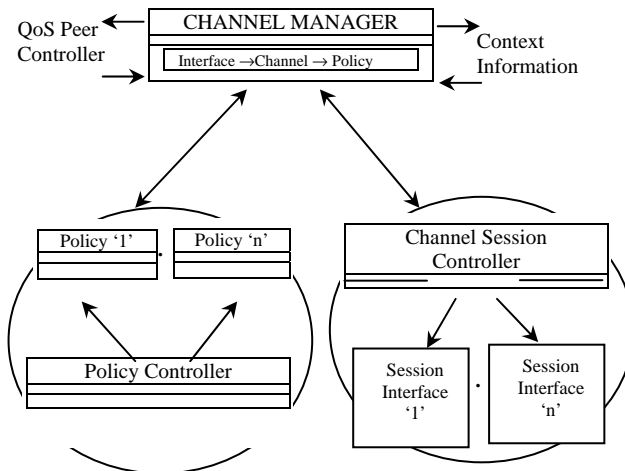 CHANNEL MANAGER
QoS Peer
Controller
Context
Information
Interface →Channel → Policy
Policy ‘1’
Policy ‘n’
Policy Controller
Channel Session
Controller
Session
Interface
‘1’
Session
Interface
‘n’